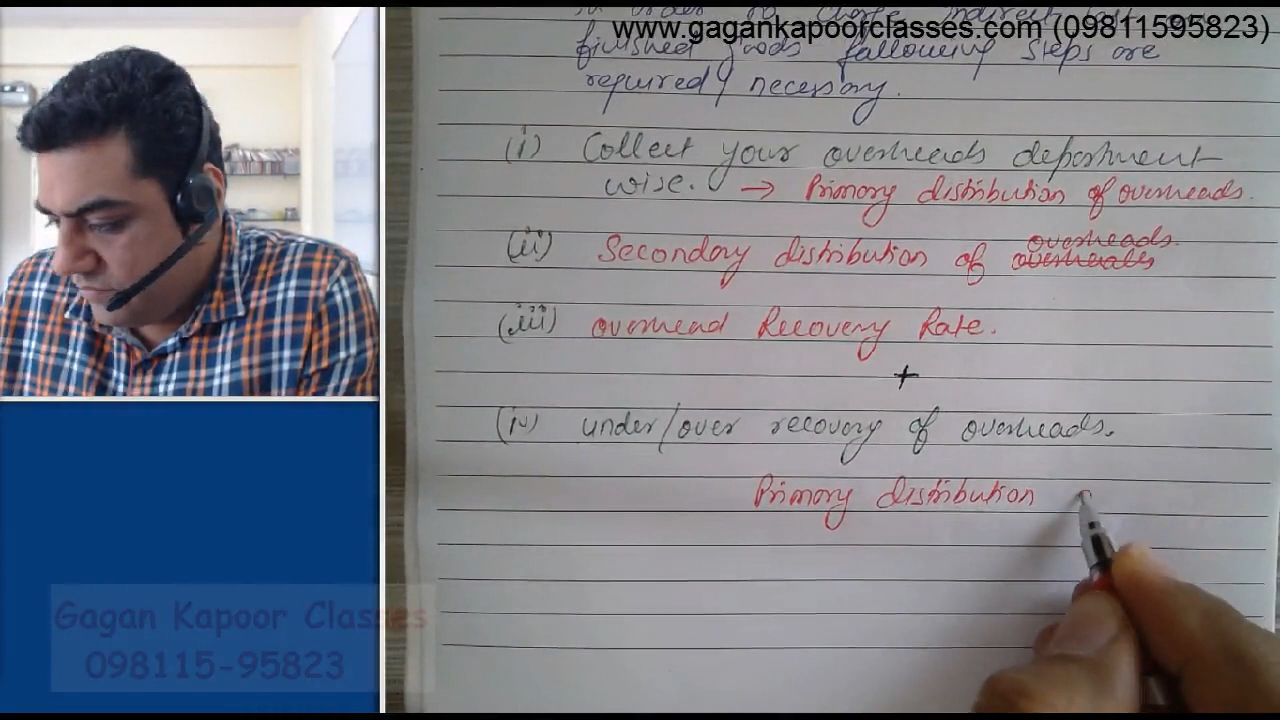 www.gagankapoorclasses.com (09811595823)
finished goods following steps are
required/ necessary.
(i) Collect your overheads department
wise. → Primary distribution of overheads.
(ii) Secondary distribution of overheads.
(iii) Overhead Recovery Rate.
+
(iv) under/over recovery of overheads.
Primary distribution
Gagan Kapoor Classes
098115-95823